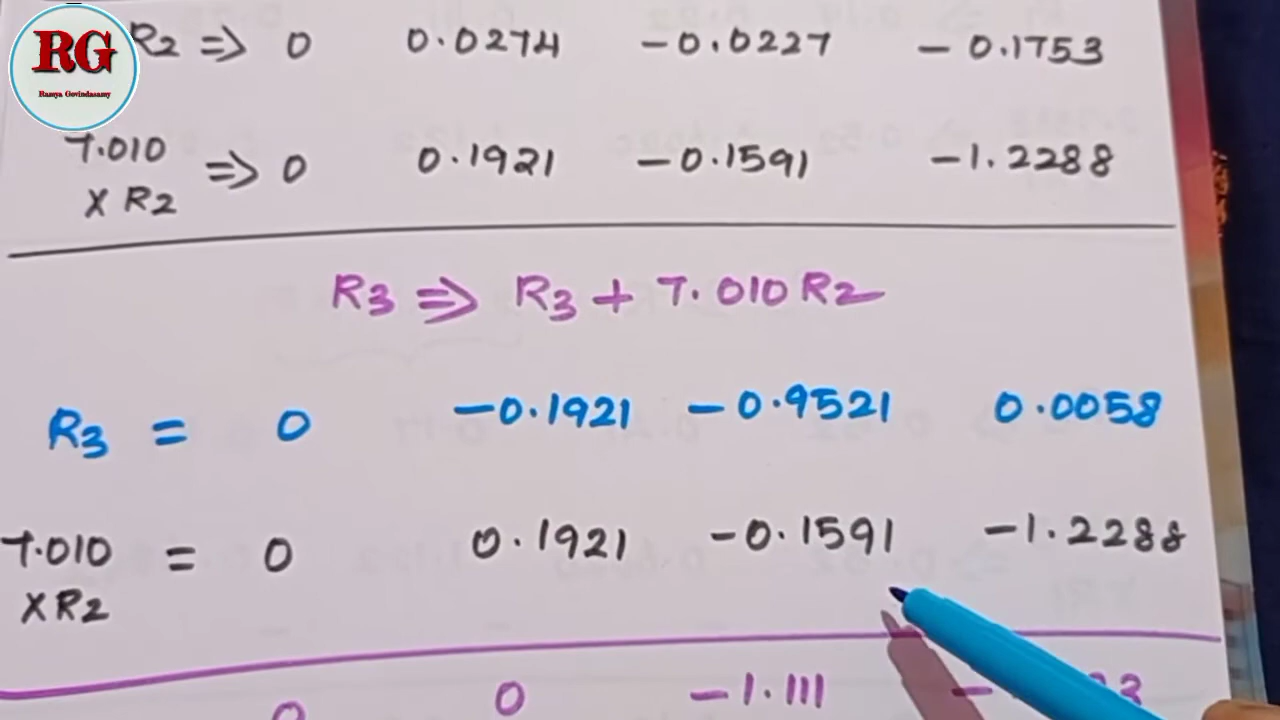 RG
Ramya Govindasamy
R2 => 0 0.0274 -0.0227 -0.1753
7.010 => 0 0.1921 -0.1591 -1.2288
X R2
R3 => R3 + 7.010 R2
R3 = 0 -0.1921 -0.9521 0.0058
7.010 = 0 0.1921 -0.1591 -1.2288
X R2
0 0 -1.111